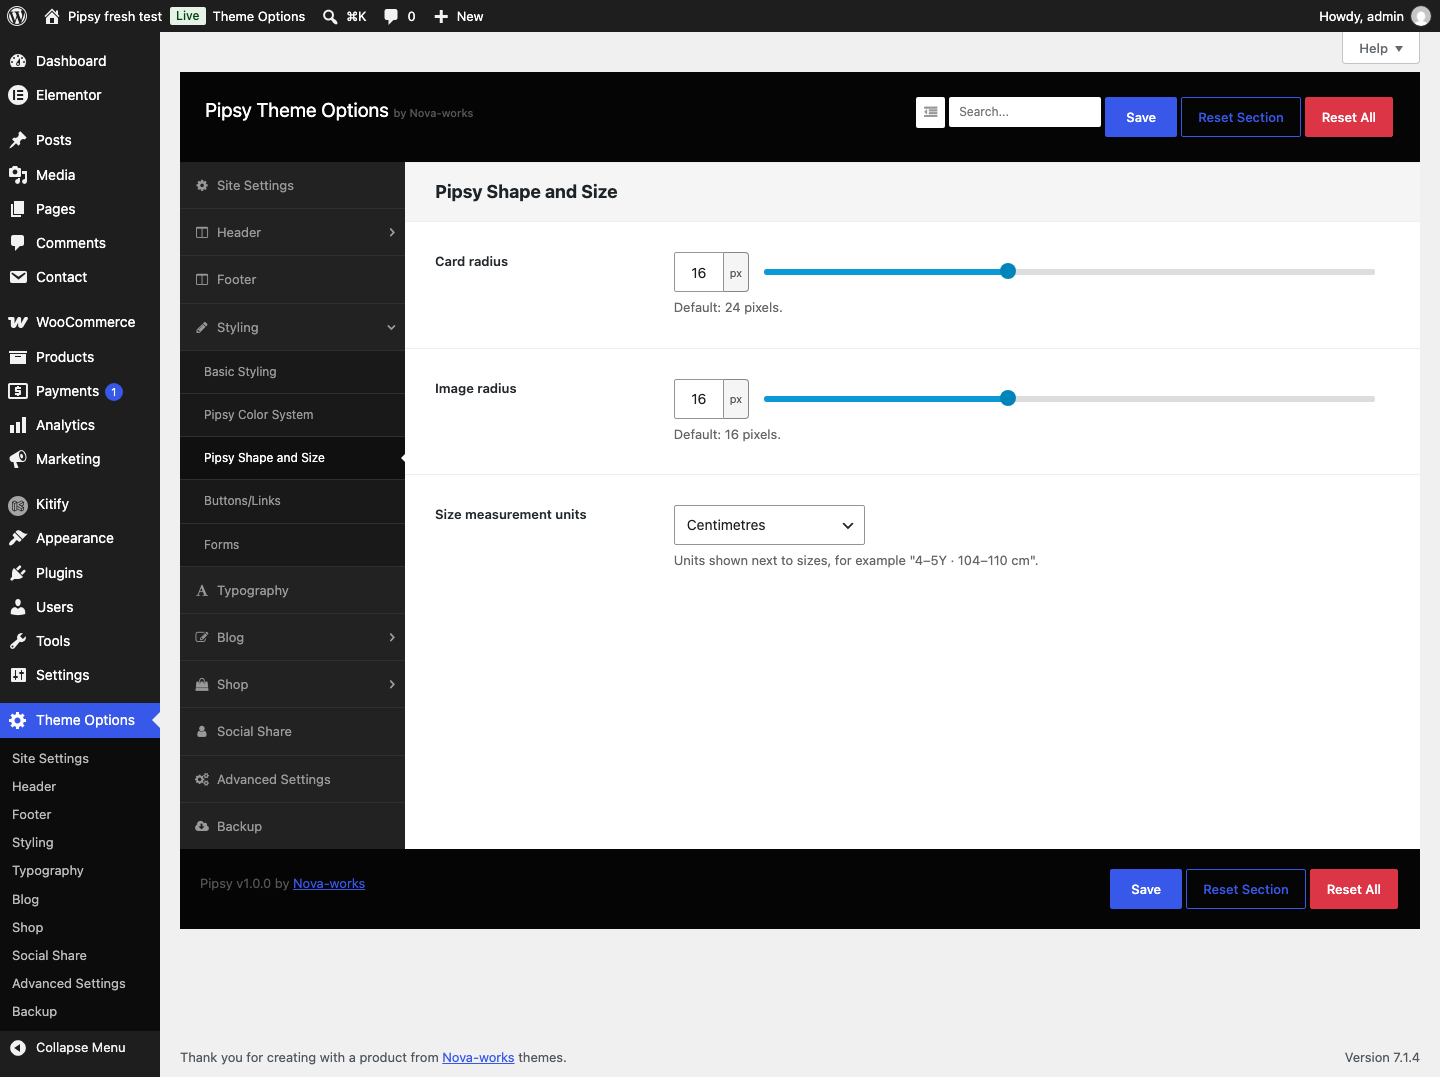 Pipsy fresh test Live Theme Options ⌘K 0 New
Howdy, admin
Help
Dashboard
Elementor
Posts
Media
Pages
Comments
Contact
WooCommerce
Products
Payments 1
Analytics
Marketing
Kitify
Appearance
Plugins
Users
Tools
Settings
Theme Options
Site Settings
Header
Footer
Styling
Typography
Blog
Shop
Social Share
Advanced Settings
Backup
Collapse Menu
Pipsy Theme Options by Nova-works
Search...
Save
Reset Section
Reset All
Site Settings
Header
Footer
Styling
Basic Styling
Pipsy Color System
Pipsy Shape and Size
Buttons/Links
Forms
Typography
Blog
Shop
Social Share
Advanced Settings
Backup
Pipsy Shape and Size
Card radius
16 px
Default: 24 pixels.
Image radius
16 px
Default: 16 pixels.
Size measurement units
Centimetres
Units shown next to sizes, for example "4–5Y · 104–110 cm".
Pipsy v1.0.0 by Nova-works
Save
Reset Section
Reset All
Thank you for creating with a product from Nova-works themes.
Version 7.1.4